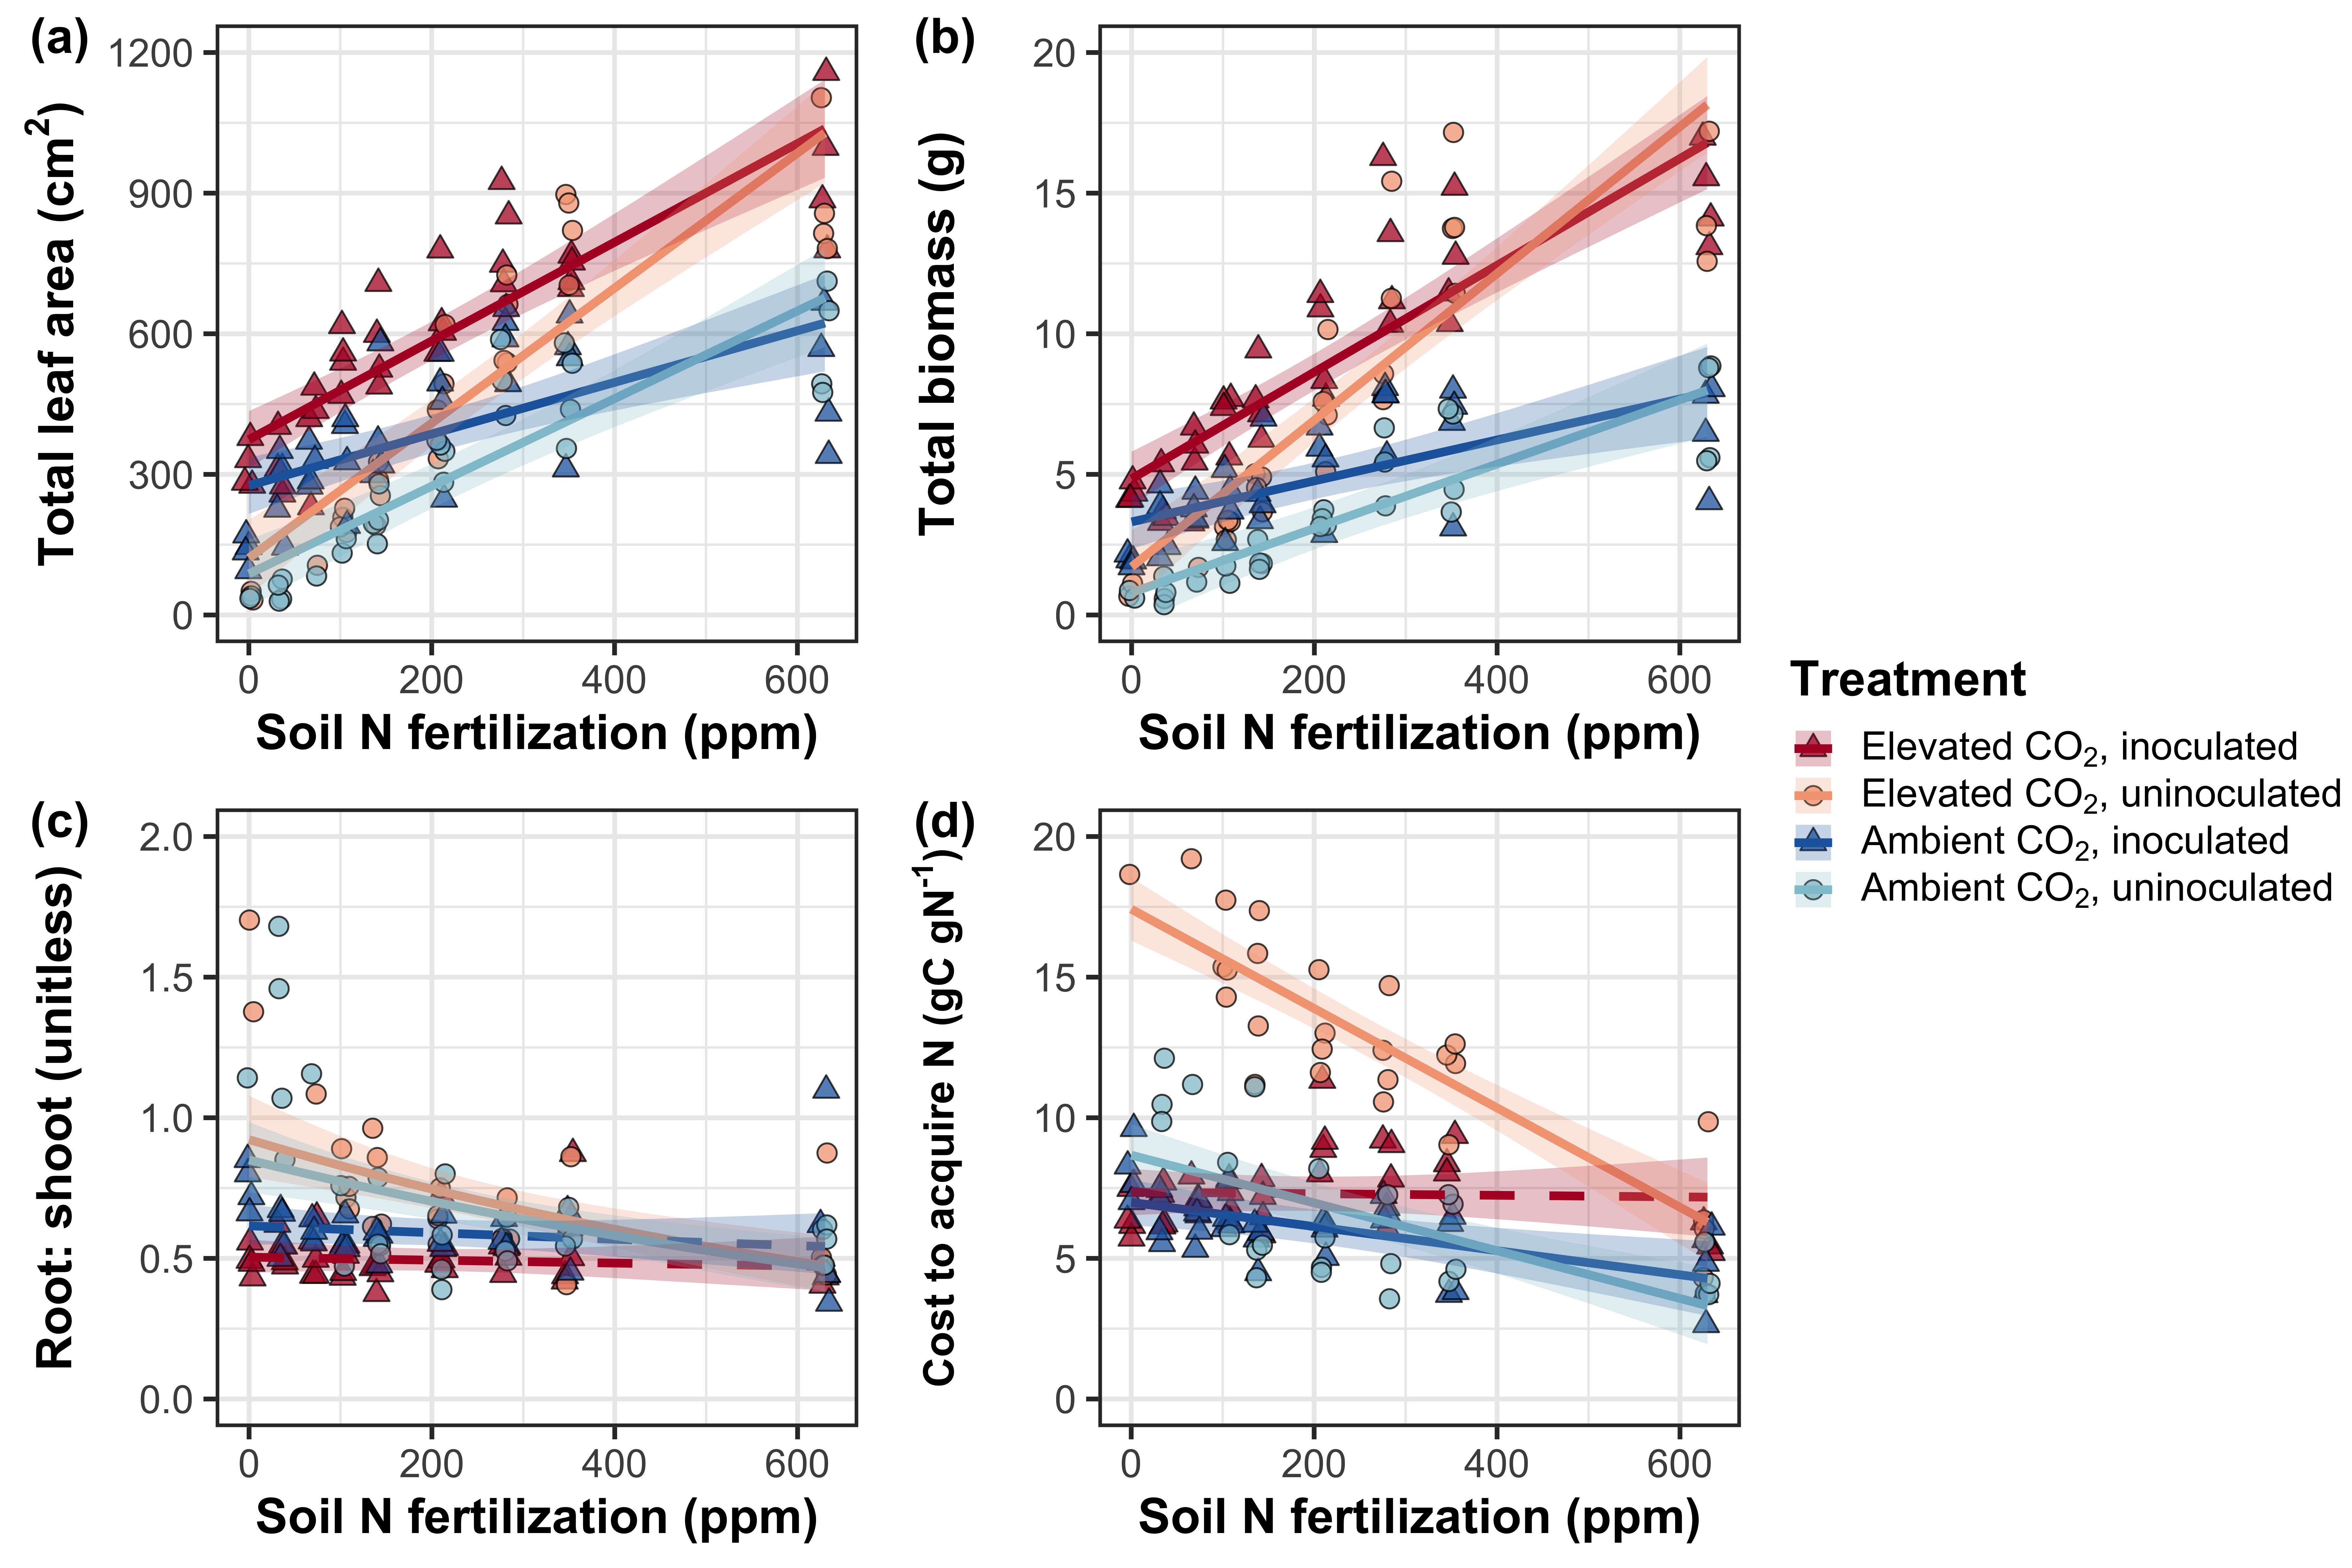 (a)
Total leaf area (cm²)
1200
900
600
300
0
0 200 400 600
Soil N fertilization (ppm)
(b)
Total biomass (g)
20
15
10
5
0
0 200 400 600
Soil N fertilization (ppm)
(c)
Root: shoot (unitless)
2.0
1.5
1.0
0.5
0.0
0 200 400 600
Soil N fertilization (ppm)
(d)
Cost to acquire N (gC gN⁻¹)
20
15
10
5
0
0 200 400 600
Soil N fertilization (ppm)
Treatment
Elevated CO₂, inoculated
Elevated CO₂, uninoculated
Ambient CO₂, inoculated
Ambient CO₂, uninoculated